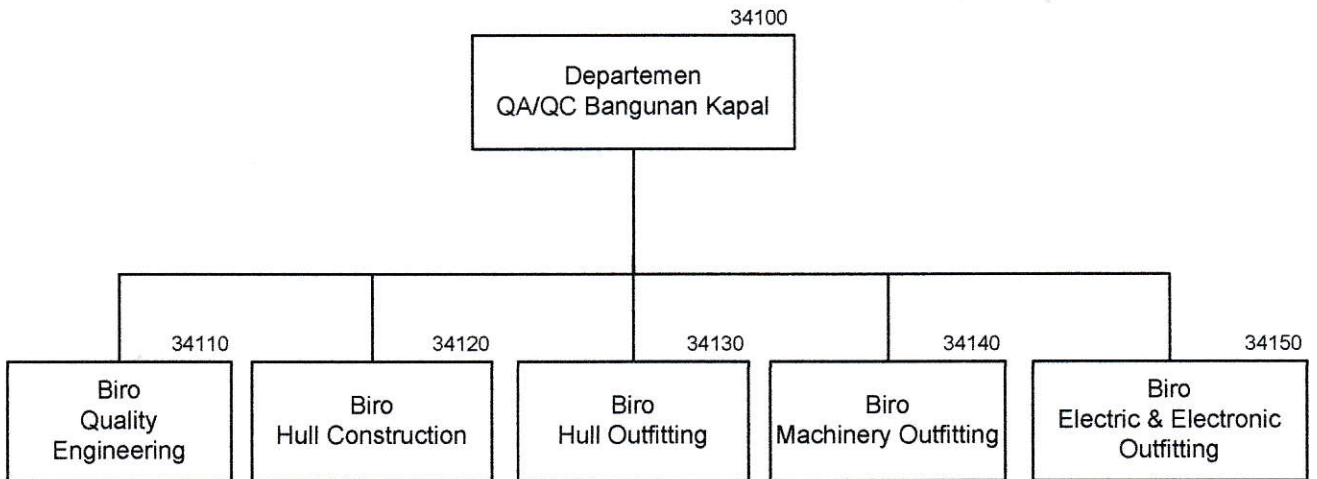 34100
Departemen
QA/QC Bangunan Kapal
34110
Biro
Quality
Engineering
34120
Biro
Hull Construction
34130
Biro
Hull Outfitting
34140
Biro
Machinery Outfitting
34150
Biro
Electric & Electronic
Outfitting